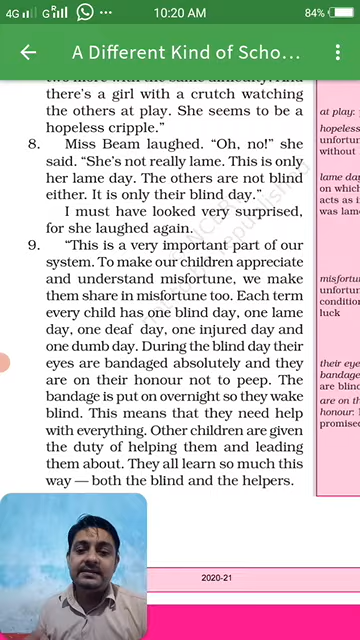 4G R 10:20 AM 84%
A Different Kind of Scho...
two more with the same difficulty. And
there's a girl with a crutch watching
the others at play. She seems to be a
hopeless cripple."
8. Miss Beam laughed. "Oh, no!" she
said. "She's not really lame. This is only
her lame day. The others are not blind
either. It is only their blind day."
I must have looked very surprised,
for she laughed again.
9. "This is a very important part of our
system. To make our children appreciate
and understand misfortune, we make
them share in misfortune too. Each term
every child has one blind day, one lame
day, one deaf day, one injured day and
one dumb day. During the blind day their
eyes are bandaged absolutely and they
are on their honour not to peep. The
bandage is put on overnight so they wake
blind. This means that they need help
with everything. Other children are given
the duty of helping them and leading
them about. They all learn so much this
way — both the blind and the helpers.
at play:
hopeless
unfortun
without
lame day
on which
acts as i
was lam
misfortu
unfortun
condition
luck
their eye
bandage
are blind
are on th
honour:
promised
2020-21